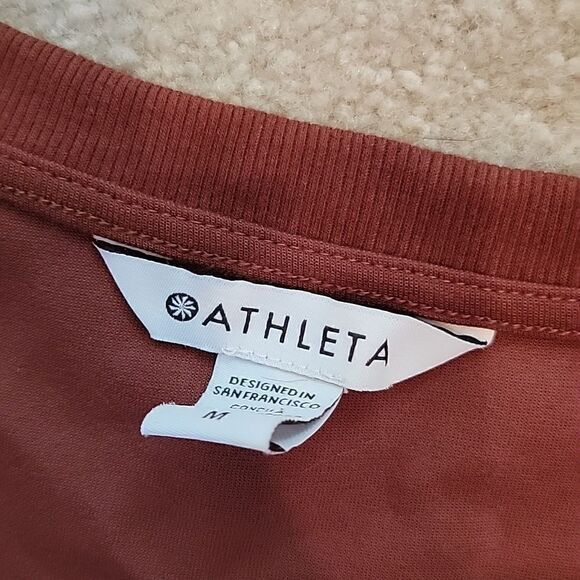 ATHLETA
DESIGNED IN
SAN FRANCISCO
M